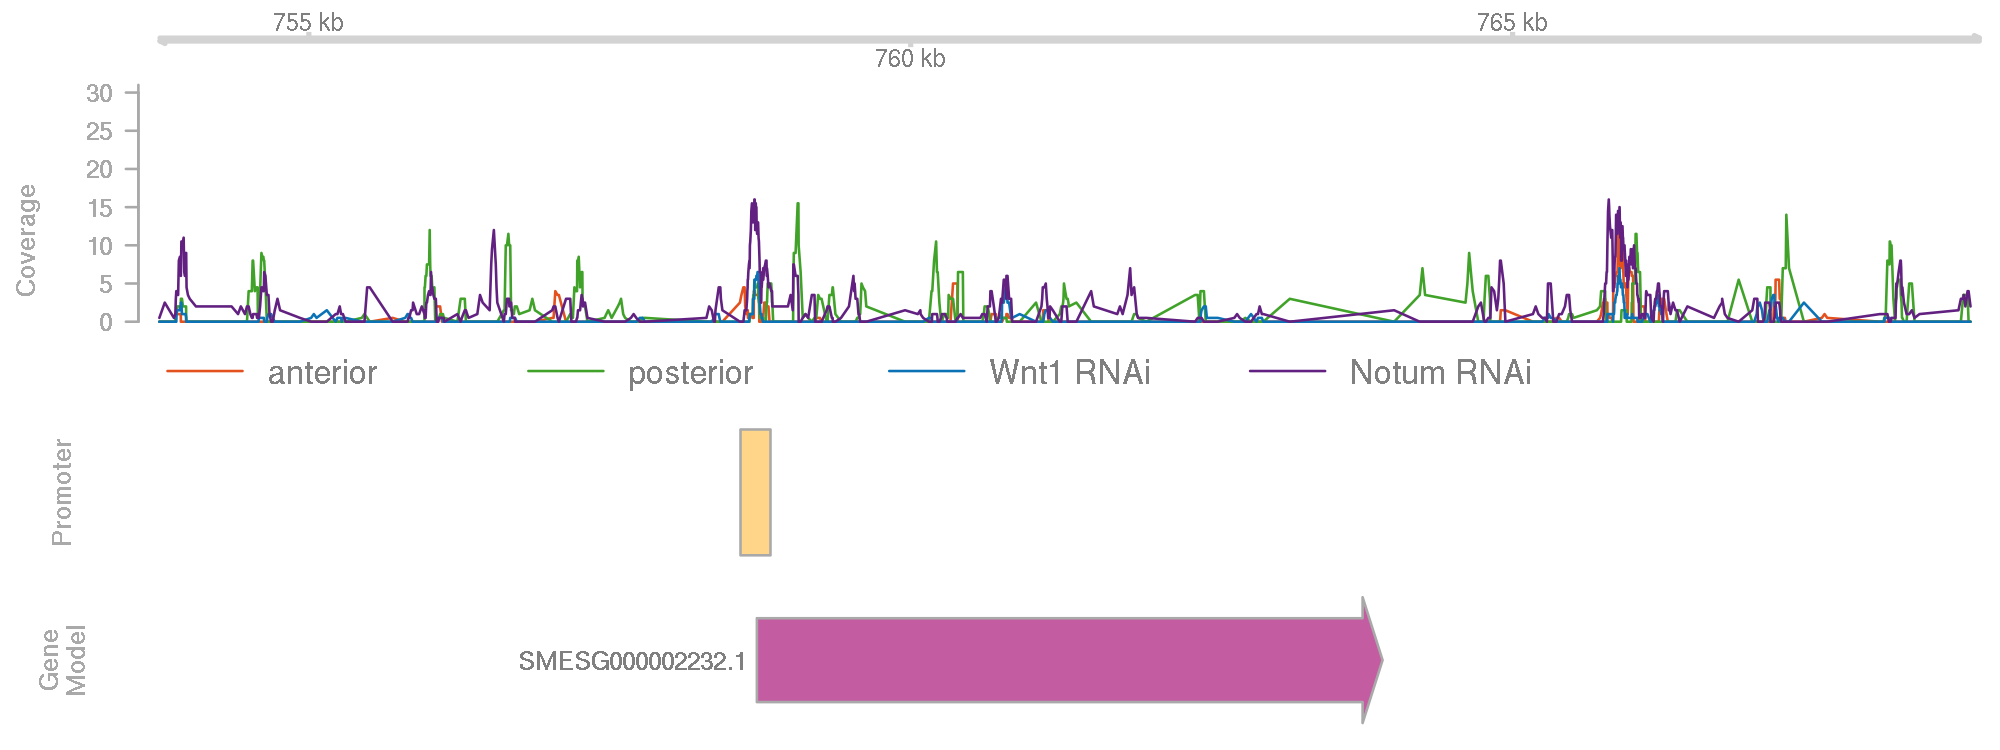 755 kb
765 kb
760 kb
Coverage
30
25
20
15
10
5
0
anterior posterior Wnt1 RNAi Notum RNAi
Promoter
Gene
Model
SMESG000002232.1